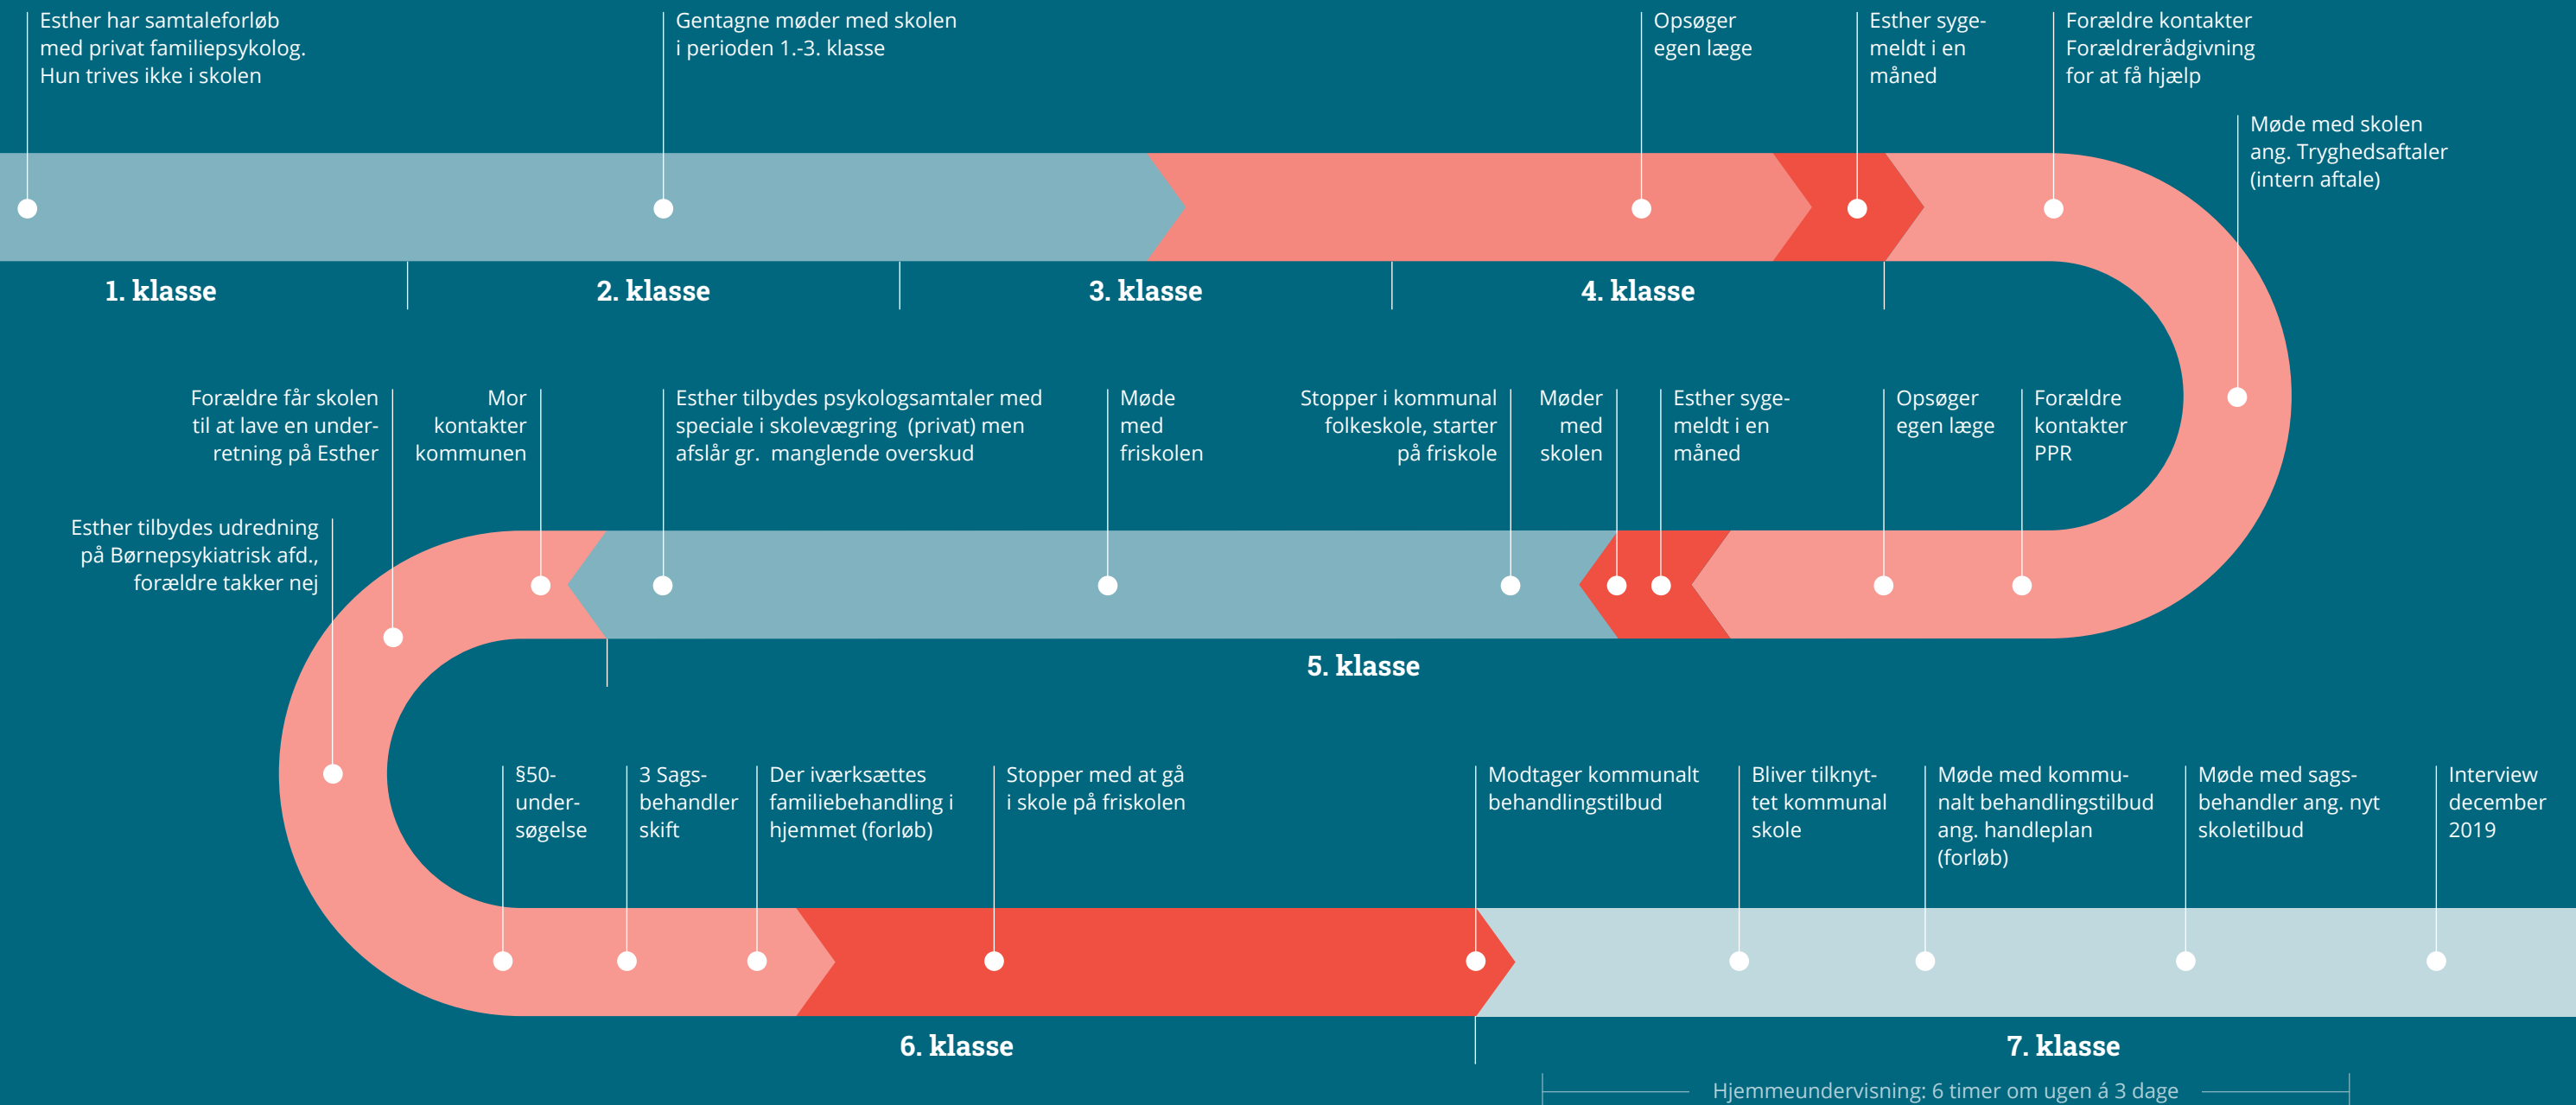 Esther har samtaleforløb
med privat familiepsykolog.
Hun trives ikke i skolen
Gentagne møder med skolen
i perioden 1.-3. klasse
Opsøger
egen læge
Esther syge-
meldt i en
måned
Forældre kontakter
Forældrerådgivning
for at få hjælp
Møde med skolen
ang. Tryghedsaftaler
(intern aftale)
1. klasse
2. klasse
3. klasse
4. klasse
Forældre får skolen
til at lave en under-
retning på Esther
Mor
kontakter
kommunen
Esther tilbydes psykologsamtaler med
speciale i skolevægring  (privat) men
afslår gr.  manglende overskud
Møde
med
friskolen
Stopper i kommunal
folkeskole, starter
på friskole
Møder
med
skolen
Esther syge-
meldt i en
måned
Opsøger
egen læge
Forældre
kontakter
PPR
Esther tilbydes udredning
på Børnepsykiatrisk afd.,
forældre takker nej
5. klasse
§50-
under-
søgelse
3 Sags-
behandler
skift
Der iværksættes
familiebehandling i
hjemmet (forløb)
Stopper med at gå
i skole på friskolen
Modtager kommunalt
behandlingstilbud
Bliver tilknyt-
tet kommunal
skole
Møde med kommu-
nalt behandlingstilbud
ang. handleplan
(forløb)
Møde med sags-
behandler ang. nyt
skoletilbud
Interview
december
2019
6. klasse
7. klasse
Hjemmeundervisning: 6 timer om ugen á 3 dage